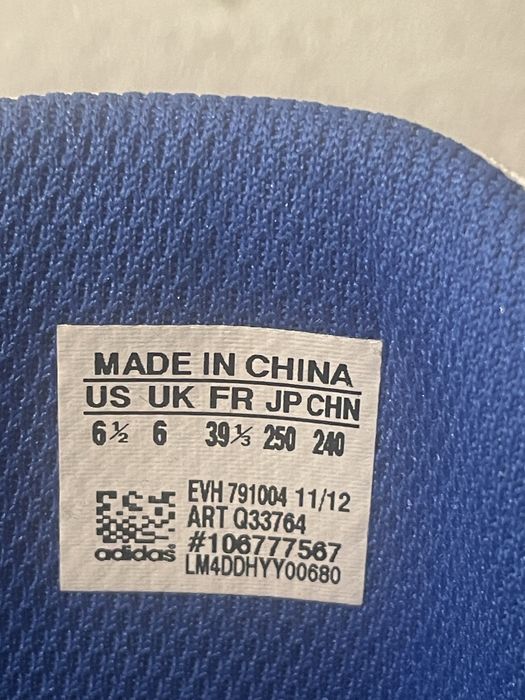 MADE IN CHINA
US UK FR JP CHN
6½ 6 39⅓ 250 240
EVH 791004 11/12
ART Q33764
#106777567
adidas
LM4DDHYY00680